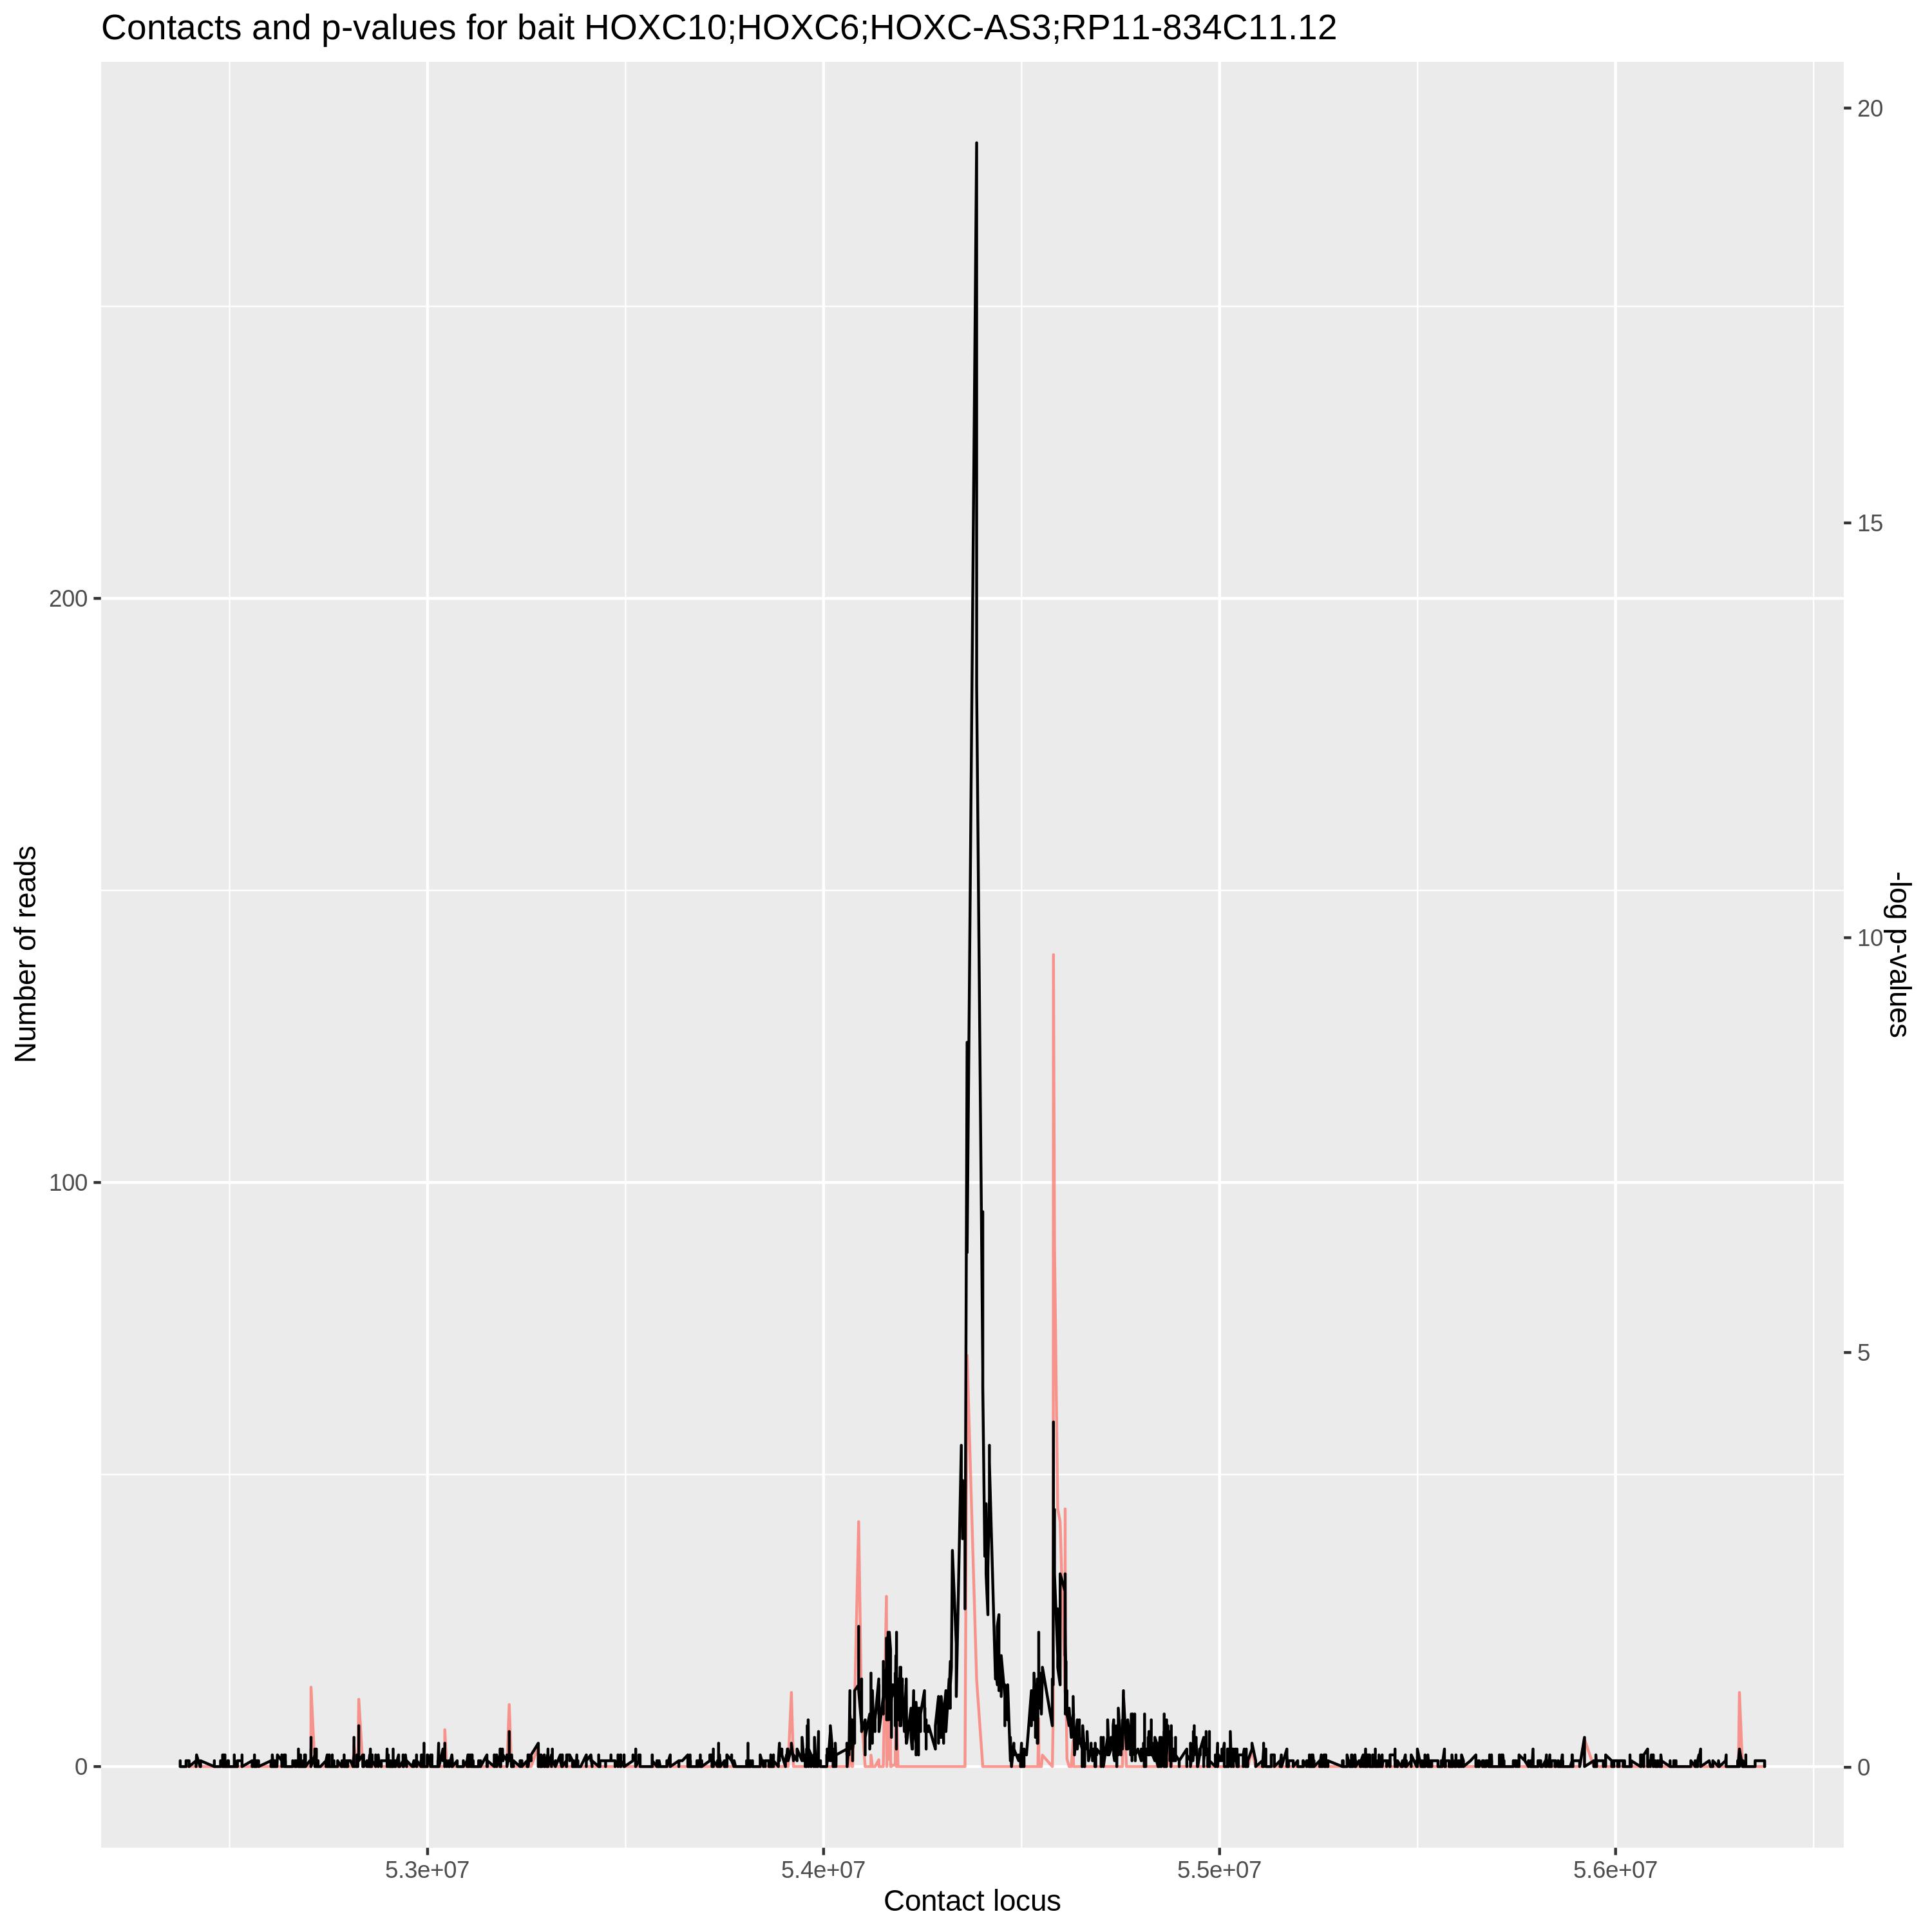 Contacts and p-values for bait HOXC10;HOXC6;HOXC-AS3;RP11-834C11.12
20
15
200
10
Number of reads
-log p-values
100
5
0
0
5.3e+07
5.4e+07
5.5e+07
5.6e+07
Contact locus